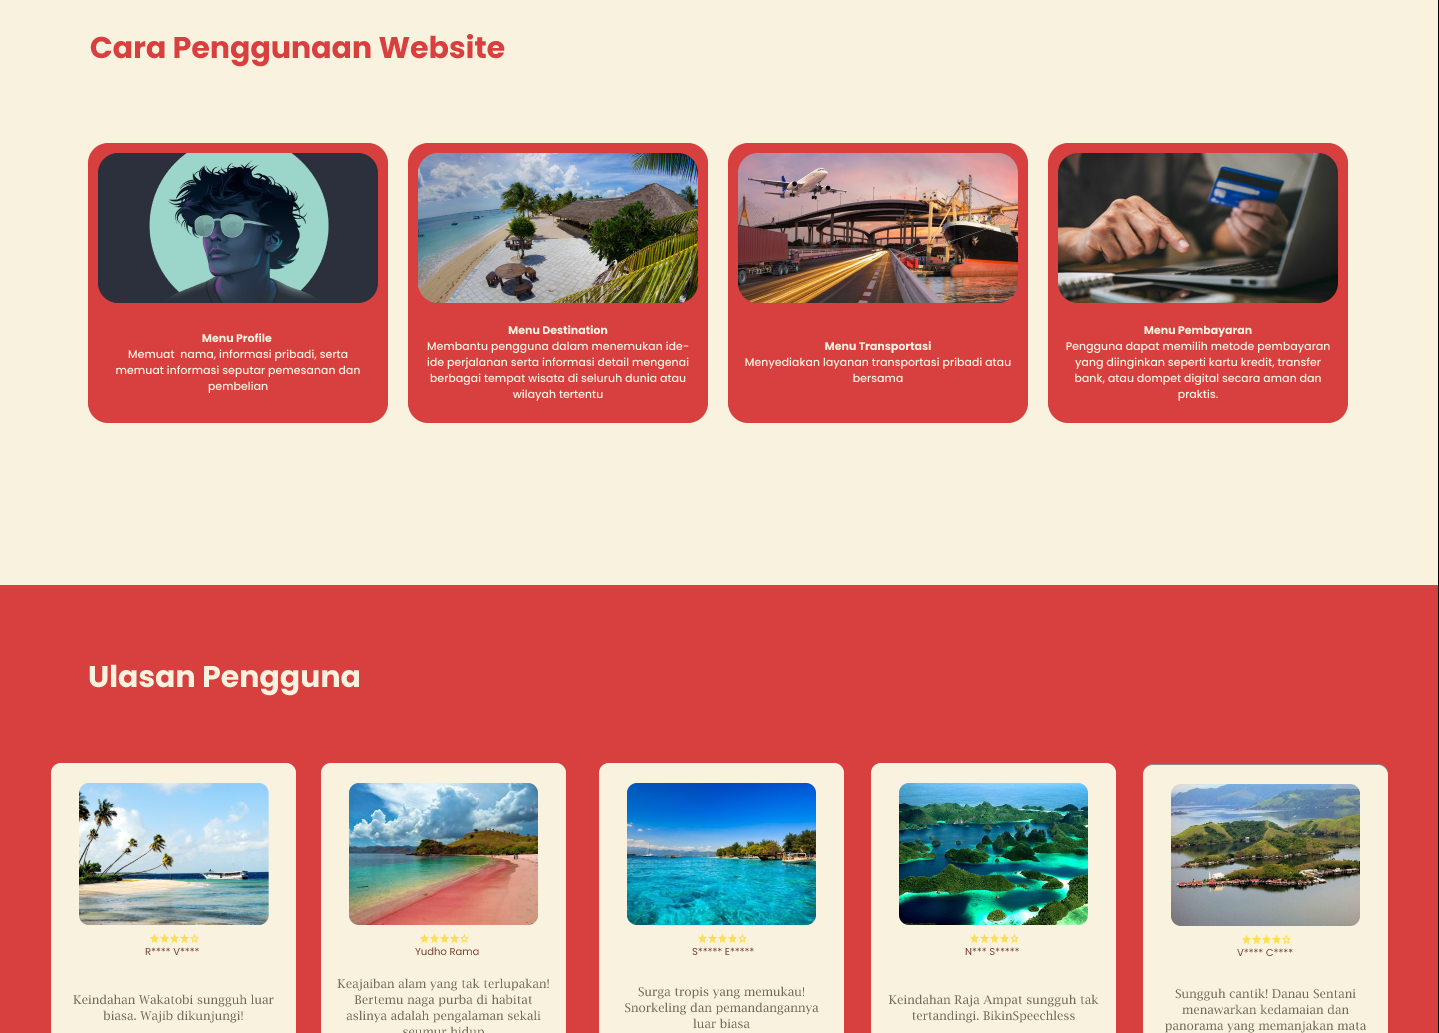 Cara Penggunaan Website
Menu Profile
Memuat nama, informasi pribadi, serta
memuat informasi seputar pemesanan dan
pembelian
Menu Destination
Membantu pengguna dalam menemukan ide-
ide perjalanan serta informasi detail mengenai
berbagai tempat wisata di seluruh dunia atau
wilayah tertentu
Menu Transportasi
Menyediakan layanan transportasi pribadi atau
bersama
Menu Pembayaran
Pengguna dapat memilih metode pembayaran
yang diinginkan seperti kartu kredit, transfer
bank, atau dompet digital secara aman dan
praktis.
Ulasan Pengguna
R**** V****
Keindahan Wakatobi sungguh luar
biasa. Wajib dikunjungi!
Yudho Rama
Keajaiban alam yang tak terlupakan!
Bertemu naga purba di habitat
aslinya adalah pengalaman sekali
seumur hidup
S***** E*****
Surga tropis yang memukau!
Snorkeling dan pemandangannya
luar biasa
N*** S*****
Keindahan Raja Ampat sungguh tak
tertandingi. BikinSpeechless
V**** C****
Sungguh cantik! Danau Sentani
menawarkan kedamaian dan
panorama yang memanjakan mata